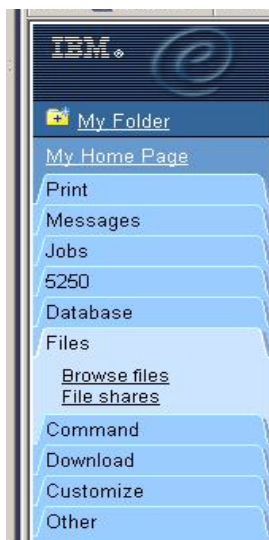 IBM®
My Folder
My Home Page
Print
Messages
Jobs
5250
Database
Files
Browse files
File shares
Command
Download
Customize
Other